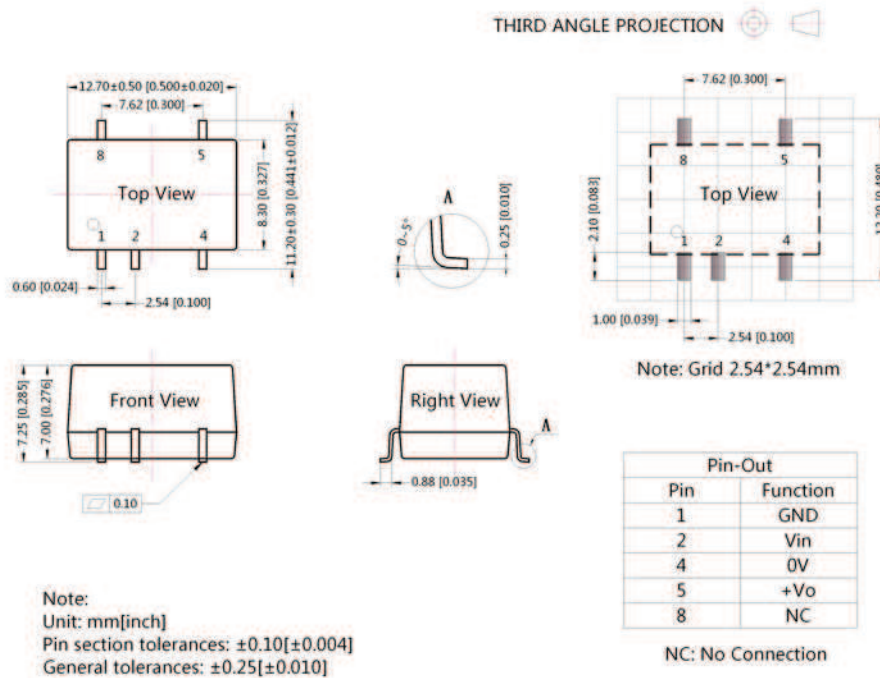 THIRD ANGLE PROJECTION
12.70±0.50 [0.500±0.020]
7.62 [0.300]
8
5
Top View
1
2
4
8.30 [0.327]
11.20±0.30 [0.441±0.012]
0.60 [0.024]
2.54 [0.100]
A
0~5°
0.25 [0.010]
7.62 [0.300]
8
5
Top View
1
2
4
2.10 [0.083]
12.20 [0.480]
1.00 [0.039]
2.54 [0.100]
Note: Grid 2.54*2.54mm
7.25 [0.285]
7.00 [0.276]
Front View
0.10
Right View
A
0.88 [0.035]
Pin-Out
Pin Function
1 GND
2 Vin
4 0V
5 +Vo
8 NC
NC: No Connection
Note:
Unit: mm[inch]
Pin section tolerances: ±0.10[±0.004]
General tolerances: ±0.25[±0.010]